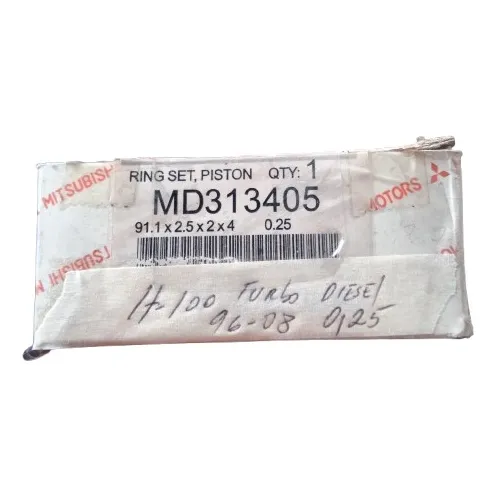 RING SET, PISTON QTY: 1
MITSUBISH
MD313405
MOTORS
91.1 x 2.5 x 2 x 4 0.25
H-100 TURBO DIESEL
96-08 0,25